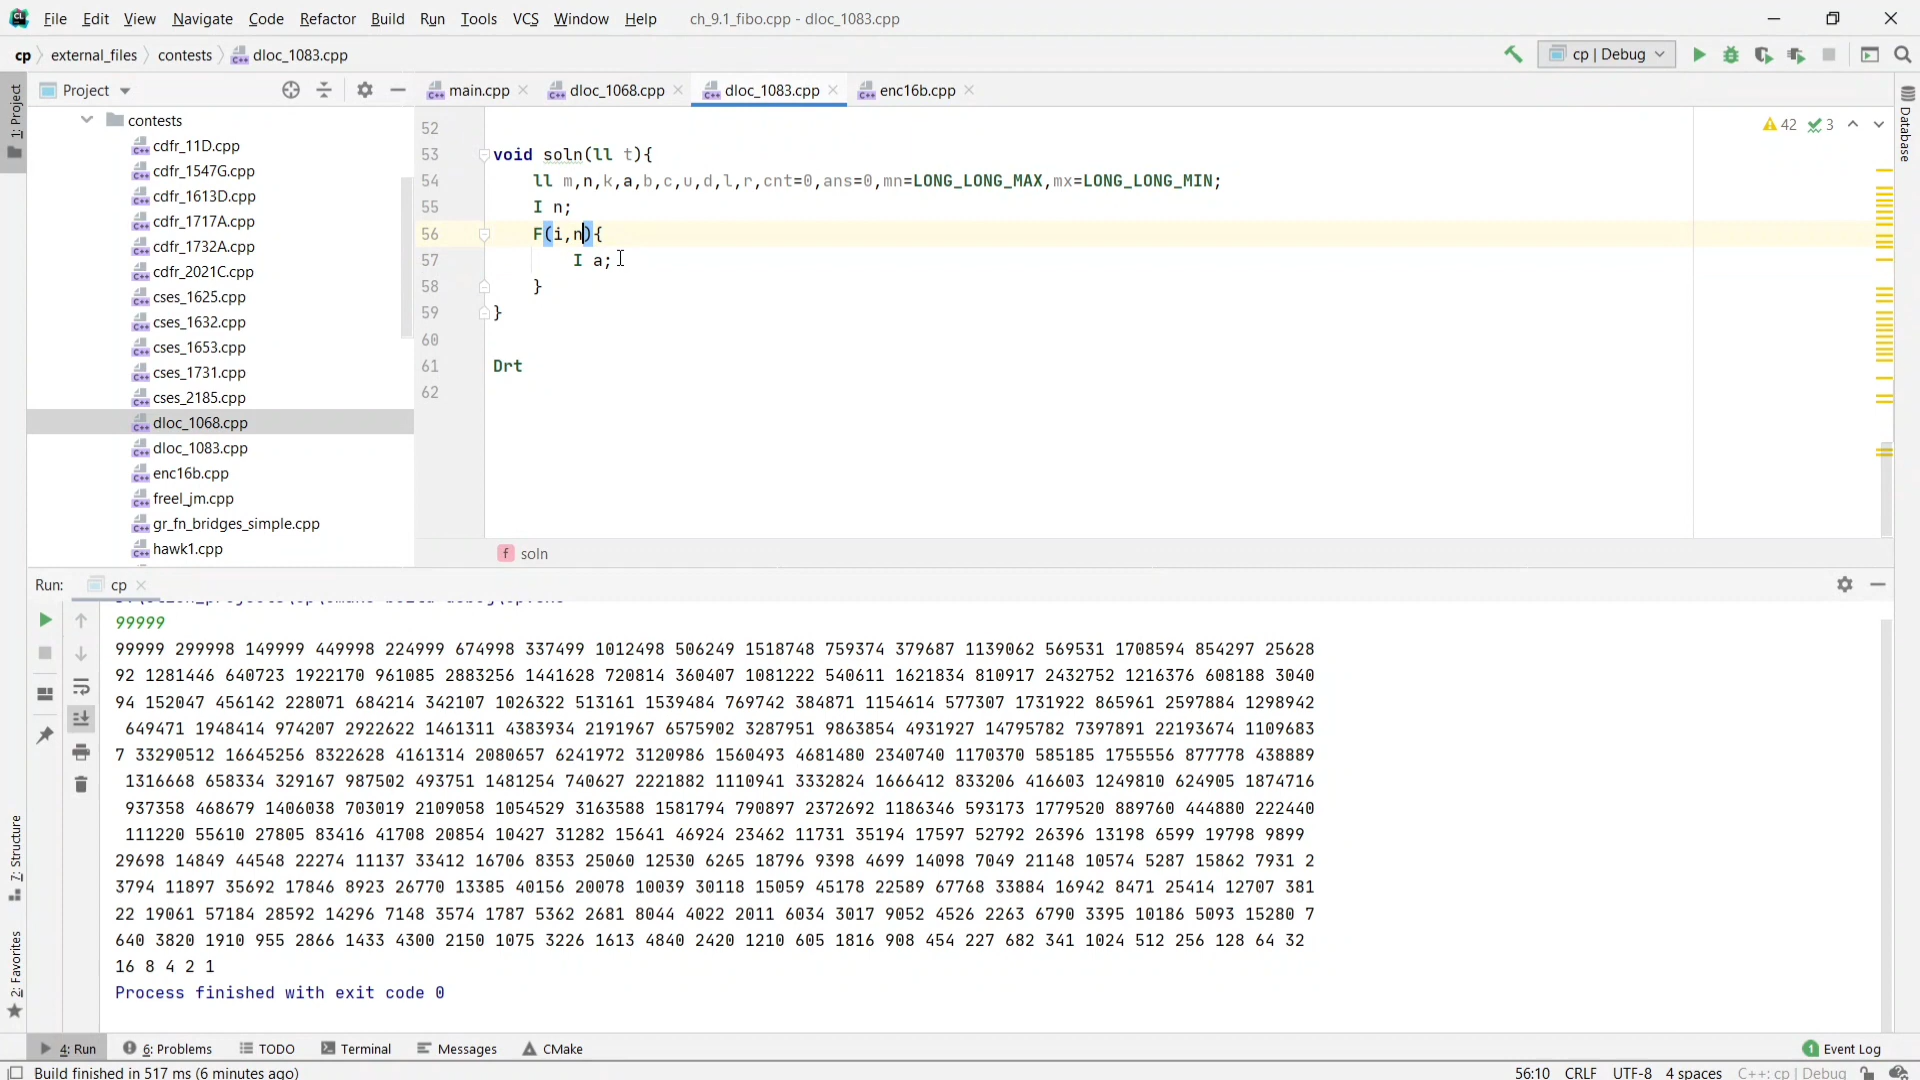 File Edit View Navigate Code Refactor Build Run Tools VCS Window Help ch_9.1_fibo.cpp - dloc_1083.cpp
cp external_files contests dloc_1083.cpp cp | Debug
Project main.cpp dloc_1068.cpp dloc_1083.cpp enc16b.cpp
1: Project
Database
contests
cdfr_11D.cpp
cdfr_1547G.cpp
cdfr_1613D.cpp
cdfr_1717A.cpp
cdfr_1732A.cpp
cdfr_2021C.cpp
cses_1625.cpp
cses_1632.cpp
cses_1653.cpp
cses_1731.cpp
cses_2185.cpp
dloc_1068.cpp
dloc_1083.cpp
enc16b.cpp
freel_jm.cpp
gr_fn_bridges_simple.cpp
hawk1.cpp
42 3
52
53 void soln(ll t){
54 ll m,n,k,a,b,c,u,d,l,r,cnt=0,ans=0,mn=LONG_LONG_MAX,mx=LONG_LONG_MIN;
55 I n;
56 F(i,n){
57 I a;
58 }
59 }
60
61 Drt
62
f soln
Run: cp
99999
99999 299998 149999 449998 224999 674998 337499 1012498 506249 1518748 759374 379687 1139062 569531 1708594 854297 25628
92 1281446 640723 1922170 961085 2883256 1441628 720814 360407 1081222 540611 1621834 810917 2432752 1216376 608188 3040
94 152047 456142 228071 684214 342107 1026322 513161 1539484 769742 384871 1154614 577307 1731922 865961 2597884 1298942
649471 1948414 974207 2922622 1461311 4383934 2191967 6575902 3287951 9863854 4931927 14795782 7397891 22193674 1109683
7 33290512 16645256 8322628 4161314 2080657 6241972 3120986 1560493 4681480 2340740 1170370 585185 1755556 877778 438889
1316668 658334 329167 987502 493751 1481254 740627 2221882 1110941 3332824 1666412 833206 416603 1249810 624905 1874716
937358 468679 1406038 703019 2109058 1054529 3163588 1581794 790897 2372692 1186346 593173 1779520 889760 444880 222440
111220 55610 27805 83416 41708 20854 10427 31282 15641 46924 23462 11731 35194 17597 52792 26396 13198 6599 19798 9899
29698 14849 44548 22274 11137 33412 16706 8353 25060 12530 6265 18796 9398 4699 14098 7049 21148 10574 5287 15862 7931 2
3794 11897 35692 17846 8923 26770 13385 40156 20078 10039 30118 15059 45178 22589 67768 33884 16942 8471 25414 12707 381
22 19061 57184 28592 14296 7148 3574 1787 5362 2681 8044 4022 2011 6034 3017 9052 4526 2263 6790 3395 10186 5093 15280 7
640 3820 1910 955 2866 1433 4300 2150 1075 3226 1613 4840 2420 1210 605 1816 908 454 227 682 341 1024 512 256 128 64 32
16 8 4 2 1
Process finished with exit code 0
7: Structure
2: Favorites
4: Run 6: Problems TODO Terminal Messages CMake 1 Event Log
Build finished in 517 ms (6 minutes ago) 56:10 CRLF UTF-8 4 spaces C++: cp | Debug